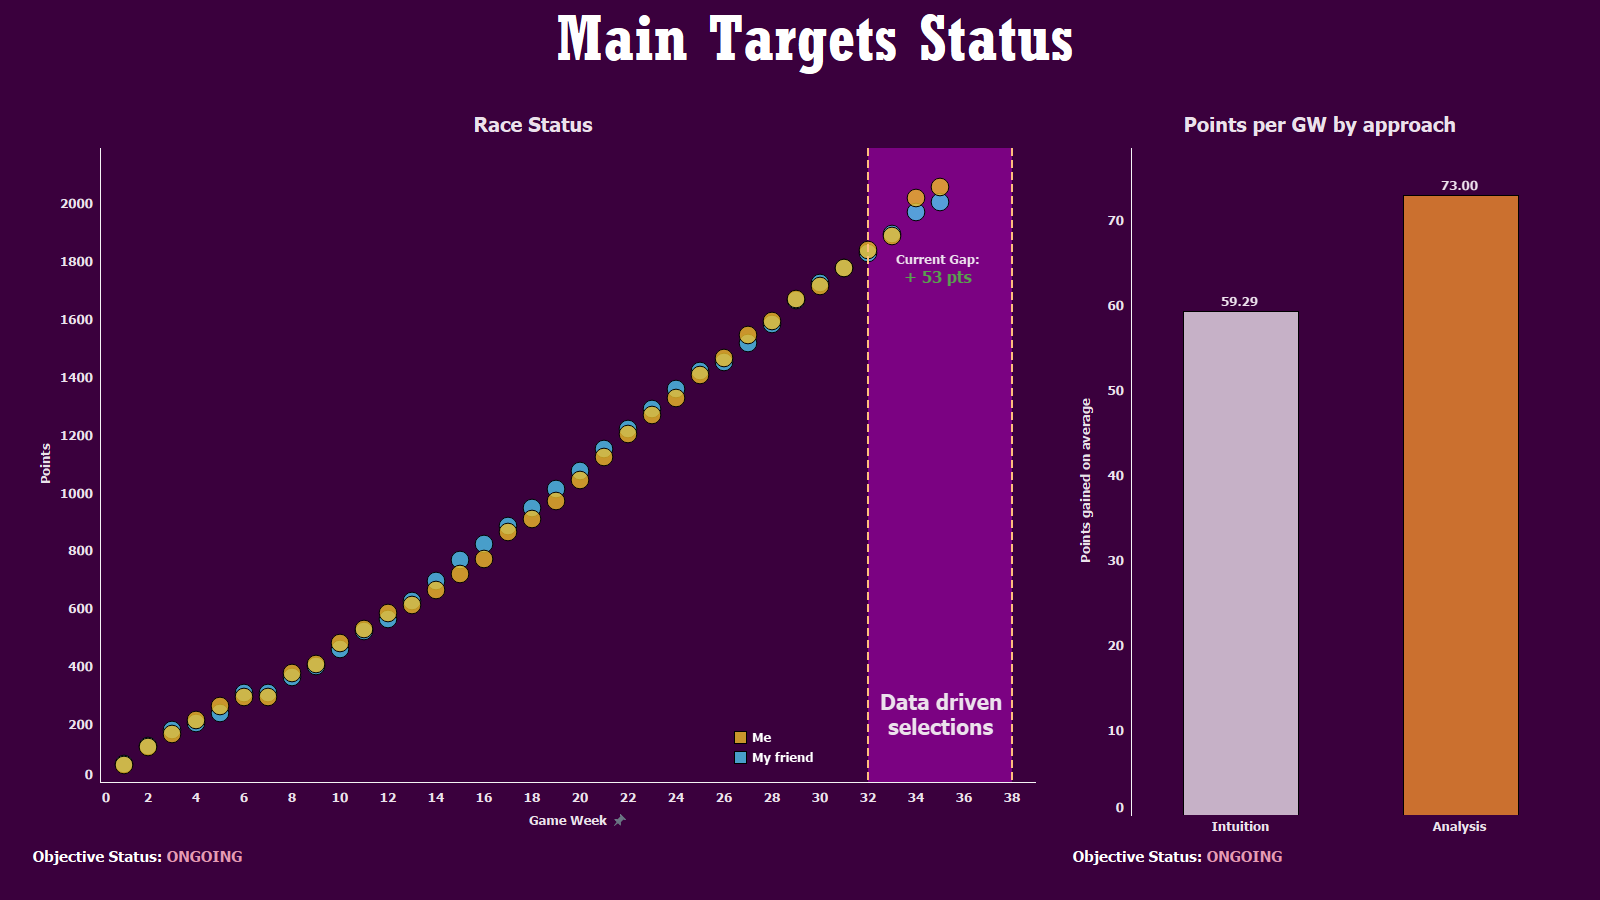 Main Targets Status
Race Status
Points
2000
1800
1600
1400
1200
1000
800
600
400
200
0
Current Gap:
+ 53 pts
Data driven
selections
Me
My friend
0 2 4 6 8 10 12 14 16 18 20 22 24 26 28 30 32 34 36 38
Game Week
Objective Status: ONGOING
Points per GW by approach
Points gained on average
70
60
50
40
30
20
10
0
59.29
73.00
Intuition Analysis
Objective Status: ONGOING